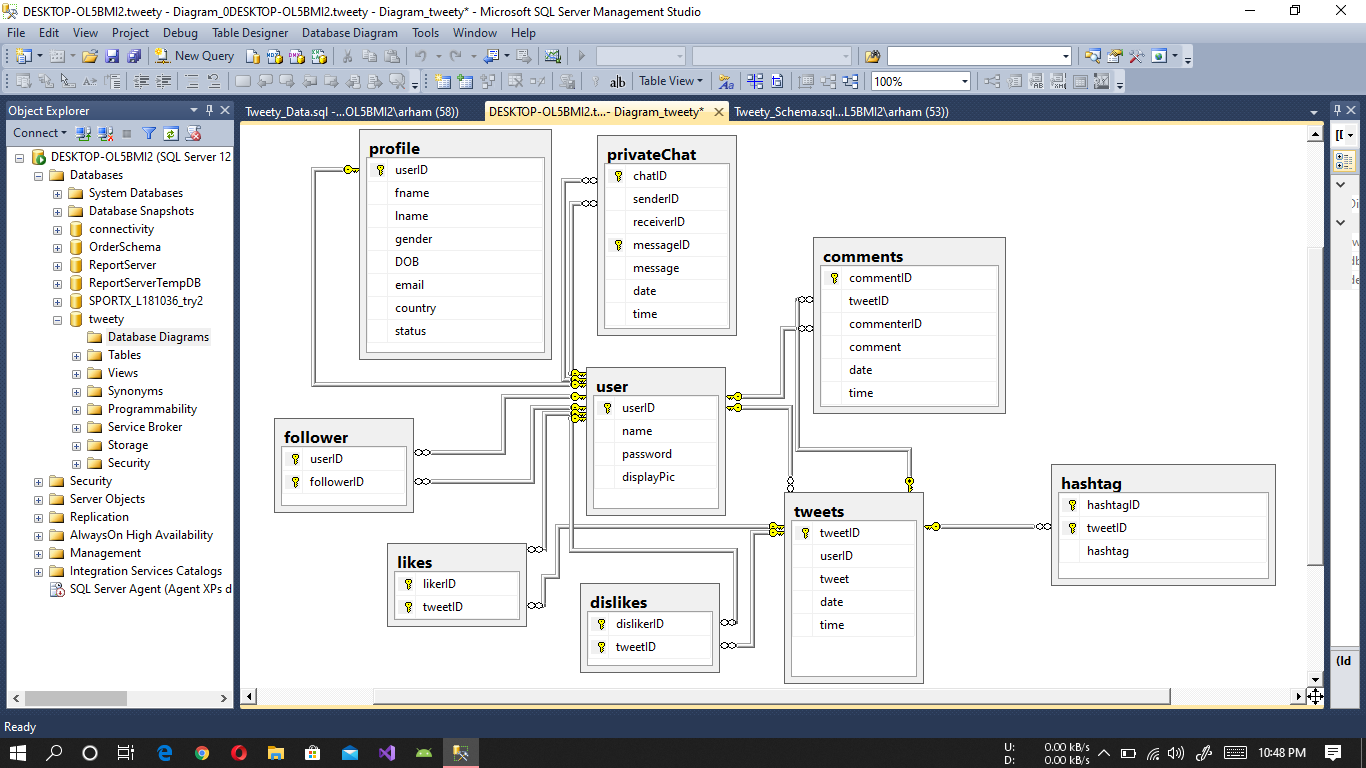 DESKTOP-OL5BMI2.tweety - Diagram_0DESKTOP-OL5BMI2.tweety - Diagram_tweety* - Microsoft SQL Server Management Studio
File Edit View Project Debug Table Designer Database Diagram Tools Window Help
New Query
ab| Table View 100%
Object Explorer
Connect
DESKTOP-OL5BMI2 (SQL Server 12
Databases
System Databases
Database Snapshots
connectivity
OrderSchema
ReportServer
ReportServerTempDB
SPORTX_L181036_try2
tweety
Database Diagrams
Tables
Views
Synonyms
Programmability
Service Broker
Storage
Security
Security
Server Objects
Replication
AlwaysOn High Availability
Management
Integration Services Catalogs
SQL Server Agent (Agent XPs d
Tweety_Data.sql -...OL5BMI2\arham (58)) DESKTOP-OL5BMI2.t...- Diagram_tweety* Tweety_Schema.sql...L5BMI2\arham (53))
profile
userID
fname
lname
gender
DOB
email
country
status
privateChat
chatID
senderID
receiverID
messageID
message
date
time
comments
commentID
tweetID
commenterID
comment
date
time
user
userID
name
password
displayPic
follower
userID
followerID
likes
likerID
tweetID
dislikes
dislikerID
tweetID
tweets
tweetID
userID
tweet
date
time
hashtag
hashtagID
tweetID
hashtag
(Id
Ready
U: 0.00 kB/s
D: 0.00 kB/s
10:48 PM